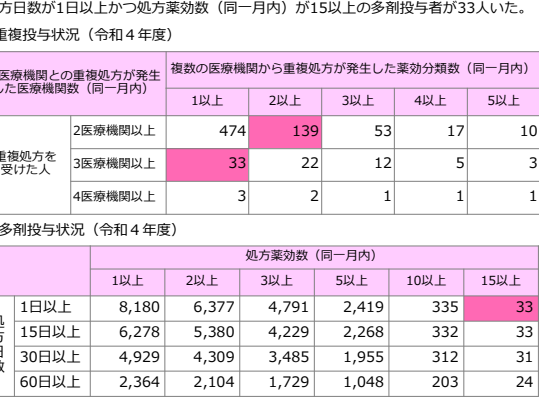 方日数が1日以上かつ処方薬効数（同一月内）が15以上の多剤投与者が33人いた。
重複投与状況（令和４年度）
医療機関との重複処方が発生
した医療機関数（同一月内）
複数の医療機関から重複処方が発生した薬効分類数（同一月内）
1以上 2以上 3以上 4以上 5以上
重複処方を
受けた人
2医療機関以上 474 139 53 17 10
3医療機関以上 33 22 12 5 3
4医療機関以上 3 2 1 1 1
多剤投与状況（令和４年度）
処方薬効数（同一月内）
1以上 2以上 3以上 5以上 10以上 15以上
処方日数
1日以上 8,180 6,377 4,791 2,419 335 33
15日以上 6,278 5,380 4,229 2,268 332 33
30日以上 4,929 4,309 3,485 1,955 312 31
60日以上 2,364 2,104 1,729 1,048 203 24